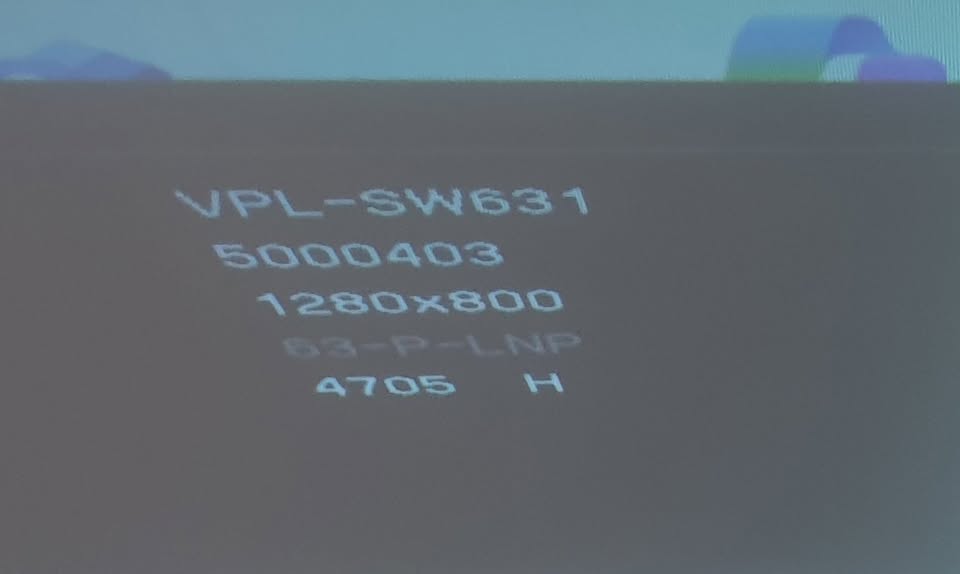 VPL-SW631
5000403
1280x800
63-P-LNP
4705 H